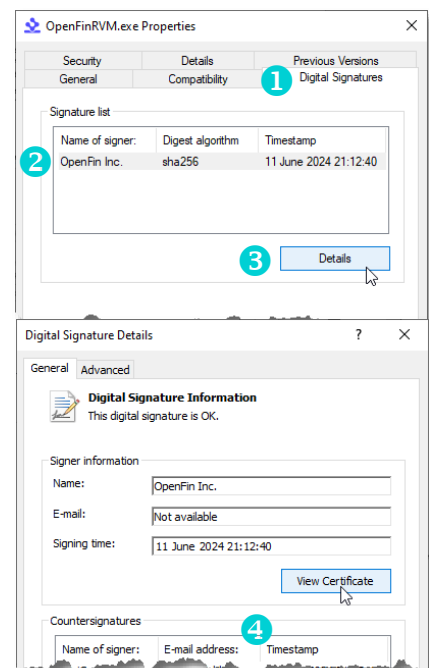 OpenFinRVM.exe Properties
Security Details Previous Versions
General Compatibility 1 Digital Signatures
Signature list
Name of signer: Digest algorithm Timestamp
2 OpenFin Inc. sha256 11 June 2024 21:12:40
3 Details
Digital Signature Details ?
General Advanced
Digital Signature Information
This digital signature is OK.
Signer information
Name: OpenFin Inc.
E-mail: Not available
Signing time: 11 June 2024 21:12:40
View Certificate
Countersignatures 4
Name of signer: E-mail address: Timestamp